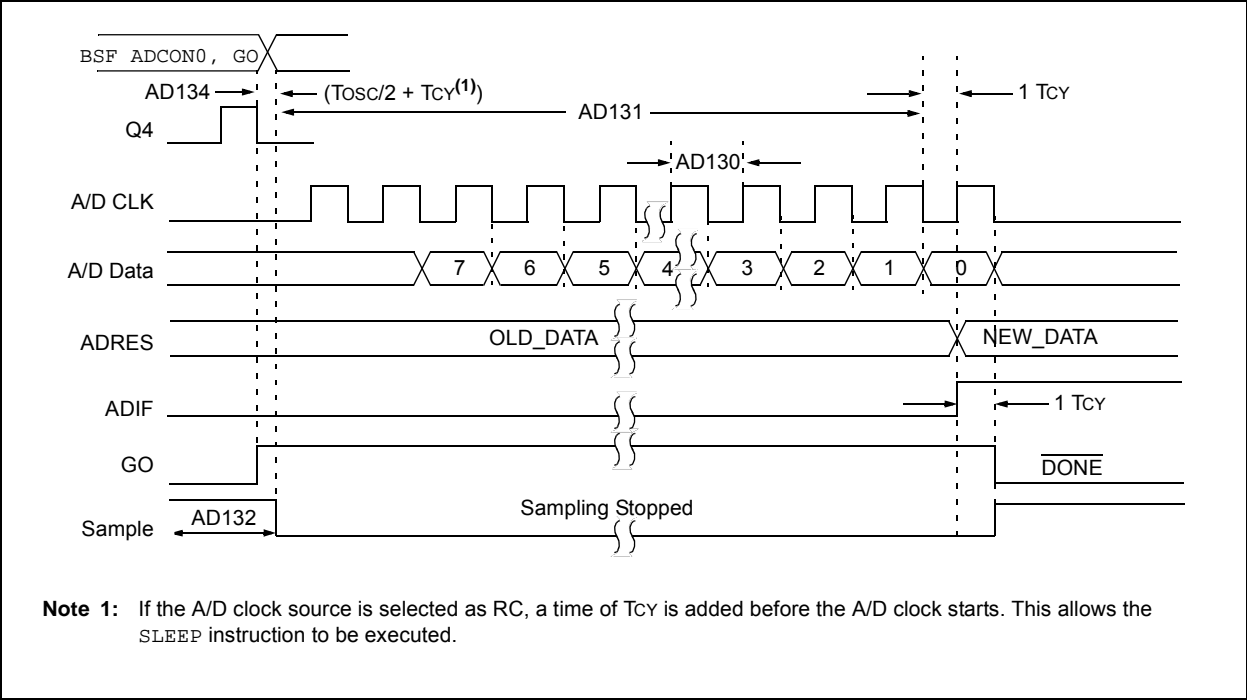 BSF ADCON0, GO
AD134 (TOSC/2 + TCY(1)) 1 TCY
AD131
Q4
AD130
A/D CLK
A/D Data 7 6 5 4 3 2 1 0
ADRES OLD_DATA NEW_DATA
ADIF 1 TCY
GO DONE
Sample AD132 Sampling Stopped
Note 1: If the A/D clock source is selected as RC, a time of TCY is added before the A/D clock starts. This allows the
SLEEP instruction to be executed.